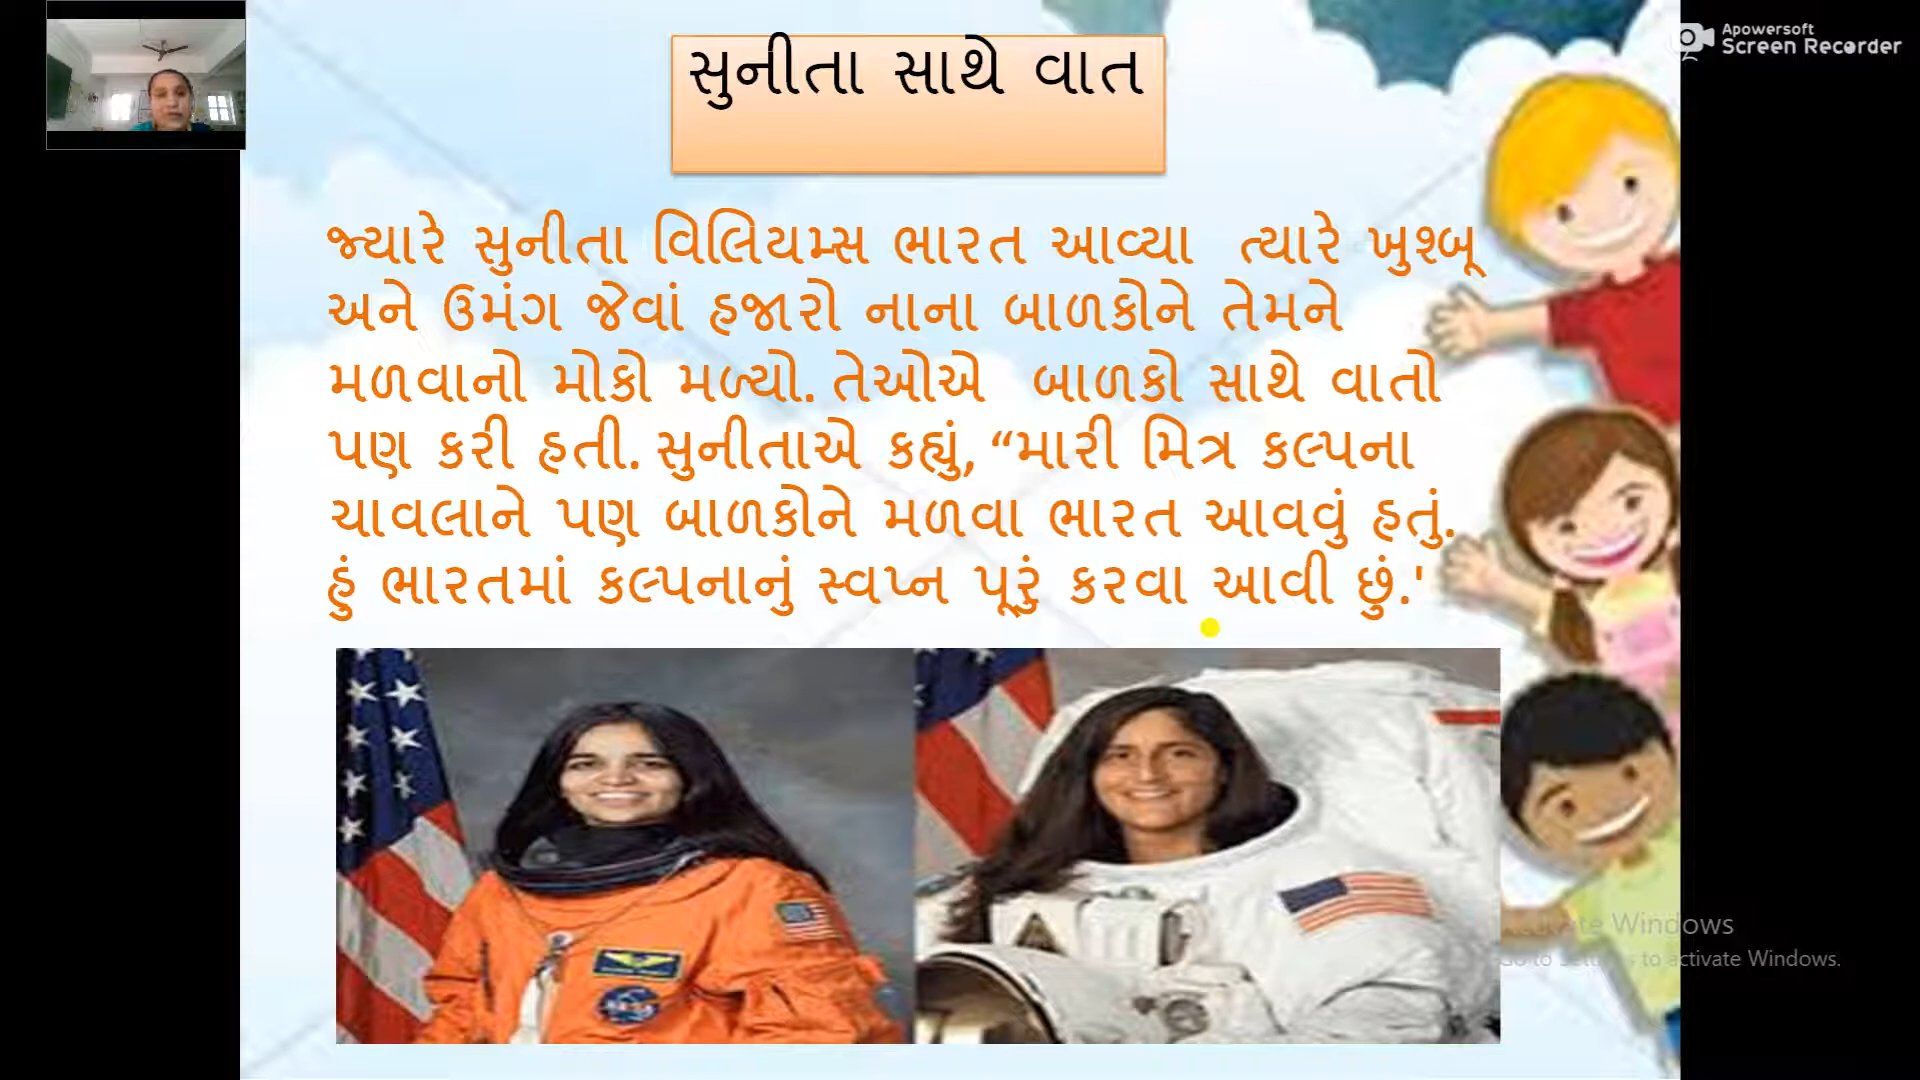 સુનીતા સાથે વાત
જ્યારે સુનીતા વિલિયમ્સ ભારત આવ્યા ત્યારે ખુશ્બૂ
અને ઉમંગ જેવાં હજારો નાના બાળકોને તેમને
મળવાનો મોકો મળ્યો. તેઓએ બાળકો સાથે વાતો
પણ કરી હતી. સુનીતાએ કહ્યું, “મારી મિત્ર કલ્પના
ચાવલાને પણ બાળકોને મળવા ભારત આવવું હતું.
હું ભારતમાં કલ્પનાનું સ્વપ્ન પૂરું કરવા આવી છું.'
Apowersoft
Screen Recorder
Activate Windows
Go to Settings to activate Windows.